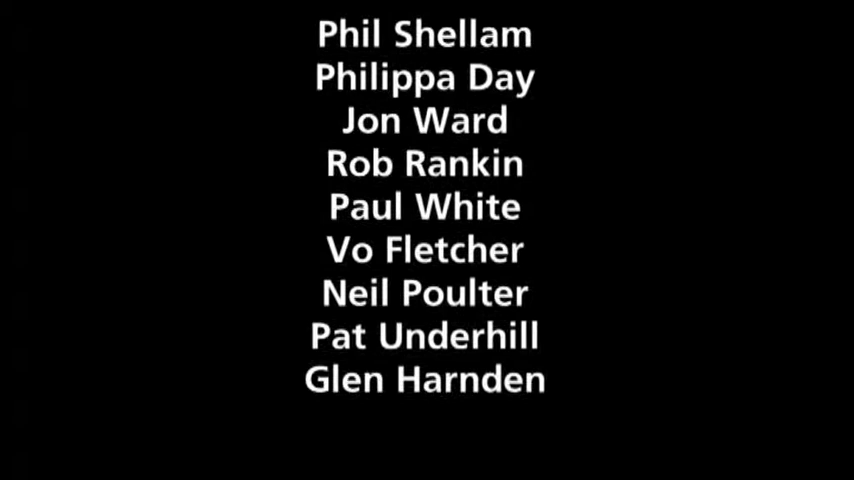 Phil Shellam
Philippa Day
Jon Ward
Rob Rankin
Paul White
Vo Fletcher
Neil Poulter
Pat Underhill
Glen Harnden